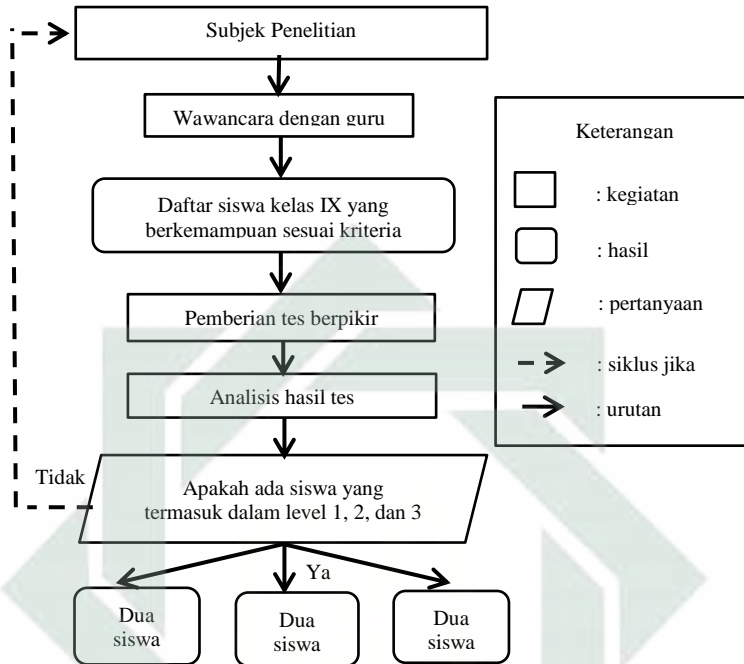 Subjek Penelitian
Wawancara dengan guru
Daftar siswa kelas IX yang
berkemampuan sesuai kriteria
Pemberian tes berpikir
Analisis hasil tes
Tidak
Apakah ada siswa yang
termasuk dalam level 1, 2, dan 3
Ya
Dua
siswa
Dua
siswa
Dua
siswa
Keterangan
: kegiatan
: hasil
: pertanyaan
: siklus jika
: urutan